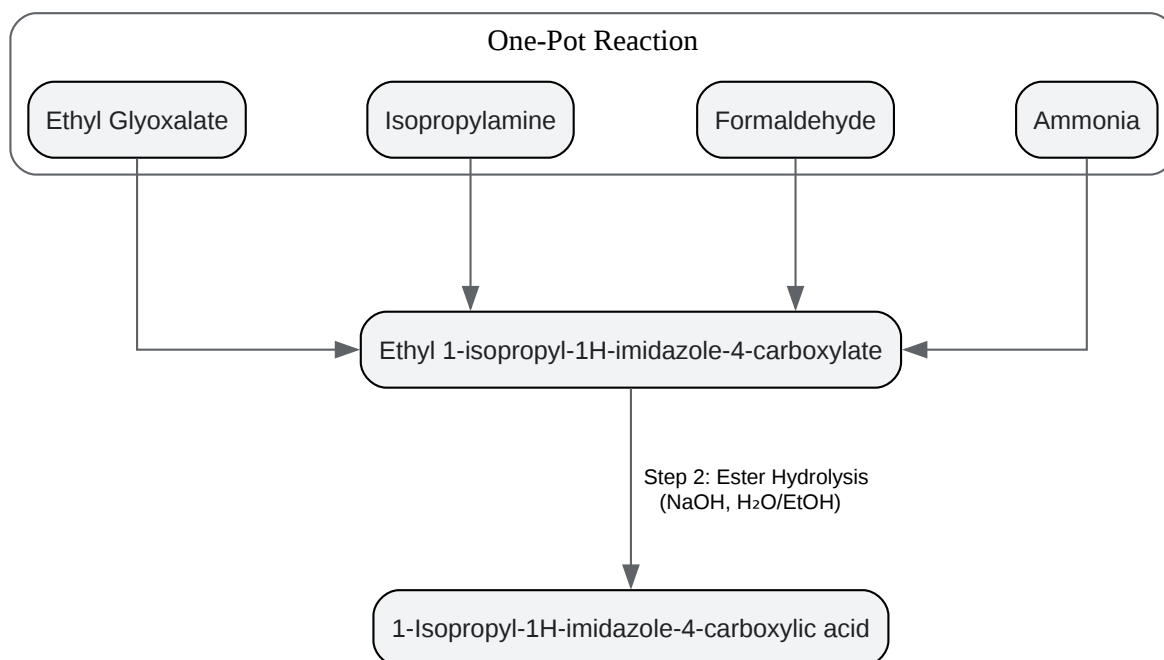 One-Pot Reaction
Ethyl Glyoxalate
Isopropylamine
Formaldehyde
Ammonia
Ethyl 1-isopropyl-1H-imidazole-4-carboxylate
Step 2: Ester Hydrolysis
(NaOH, H₂O/EtOH)
1-Isopropyl-1H-imidazole-4-carboxylic acid